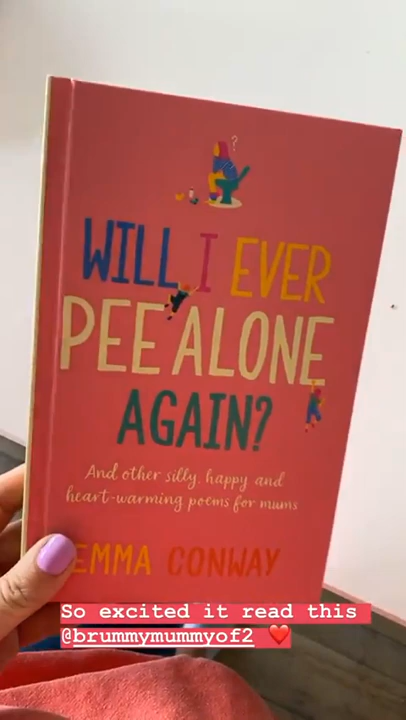 ?
WILL I EVER
PEE ALONE
AGAIN?
And other silly, happy and
heart-warming poems for mums
EMMA CONWAY
So excited it read this
@brummymummyof2 ❤️